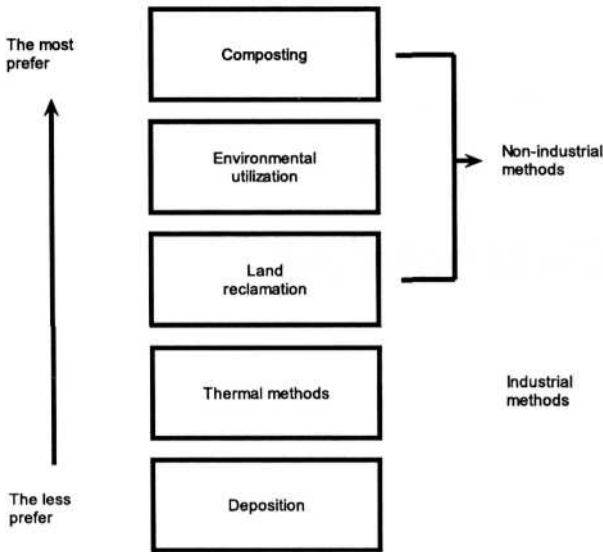 The most
prefer
Composting
Environmental
utilization
Non-industrial
methods
Land
reclamation
Thermal methods
Industrial
methods
The less
prefer
Deposition